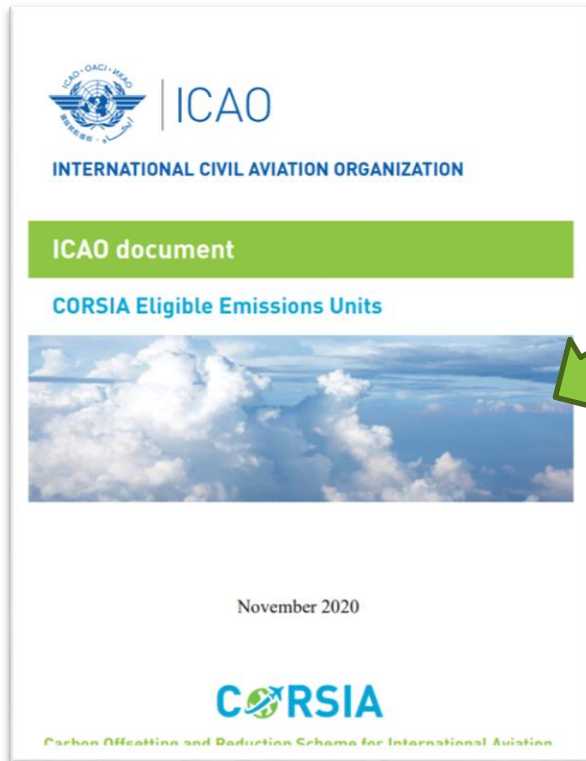 ICAO
INTERNATIONAL CIVIL AVIATION ORGANIZATION
ICAO document
CORSIA Eligible Emissions Units
November 2020
CORSIA
Carbon Offsetting and Reduction Scheme for International Aviation